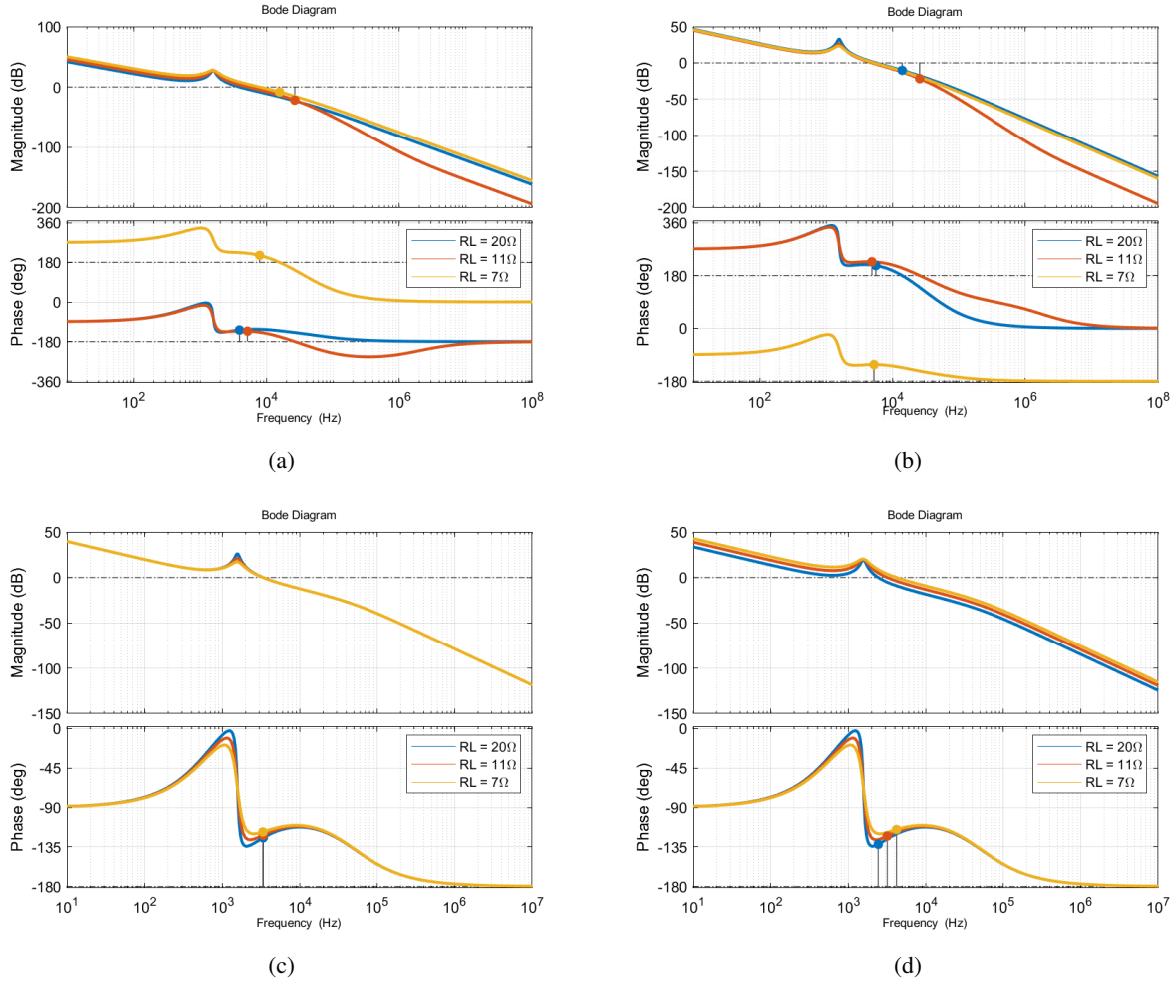 Bode Diagram
100
0
-100
-200
Magnitude (dB)
360
180
0
-180
-360
Phase (deg)
RL = 20Ω
RL = 11Ω
RL = 7Ω
10^2
10^4
10^6
10^8
Frequency (Hz)
(a)
Bode Diagram
50
0
-50
-100
-150
-200
Magnitude (dB)
360
180
0
-180
Phase (deg)
RL = 20Ω
RL = 11Ω
RL = 7Ω
10^2
10^4
10^6
10^8
Frequency (Hz)
(b)
Bode Diagram
50
0
-50
-100
-150
Magnitude (dB)
0
-45
-90
-135
-180
Phase (deg)
RL = 20Ω
RL = 11Ω
RL = 7Ω
10^1
10^2
10^3
10^4
10^5
10^6
10^7
Frequency (Hz)
(c)
Bode Diagram
50
0
-50
-100
-150
Magnitude (dB)
0
-45
-90
-135
-180
Phase (deg)
RL = 20Ω
RL = 11Ω
RL = 7Ω
10^1
10^2
10^3
10^4
10^5
10^6
10^7
Frequency (Hz)
(d)